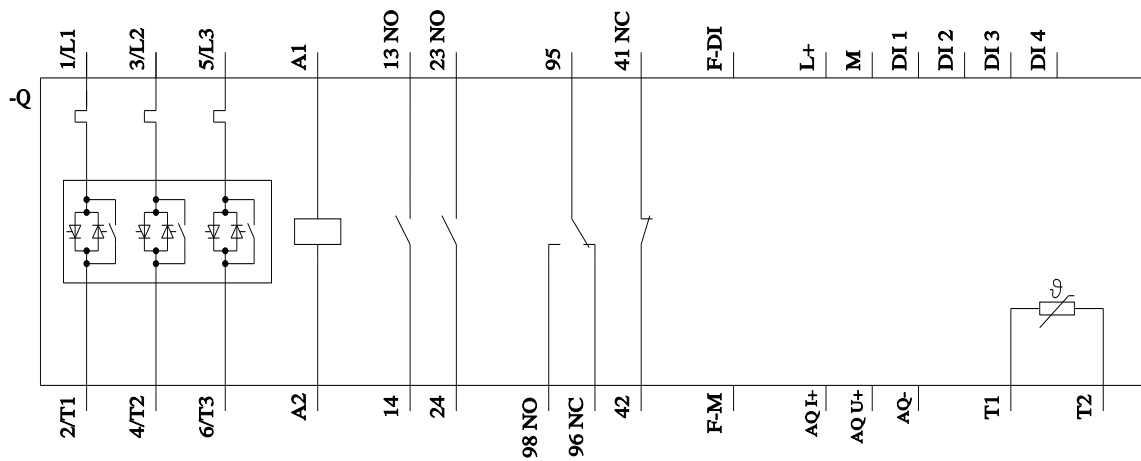 1/L1
3/L2
5/L3
A1
13 NO
23 NO
95
41 NC
F-DI
L+
M
DI 1
DI 2
DI 3
DI 4
-Q
ϑ
2/T1
4/T2
6/T3
A2
14
24
98 NO
96 NC
42
F-M
AQ I+
AQ U+
AQ-
T1
T2